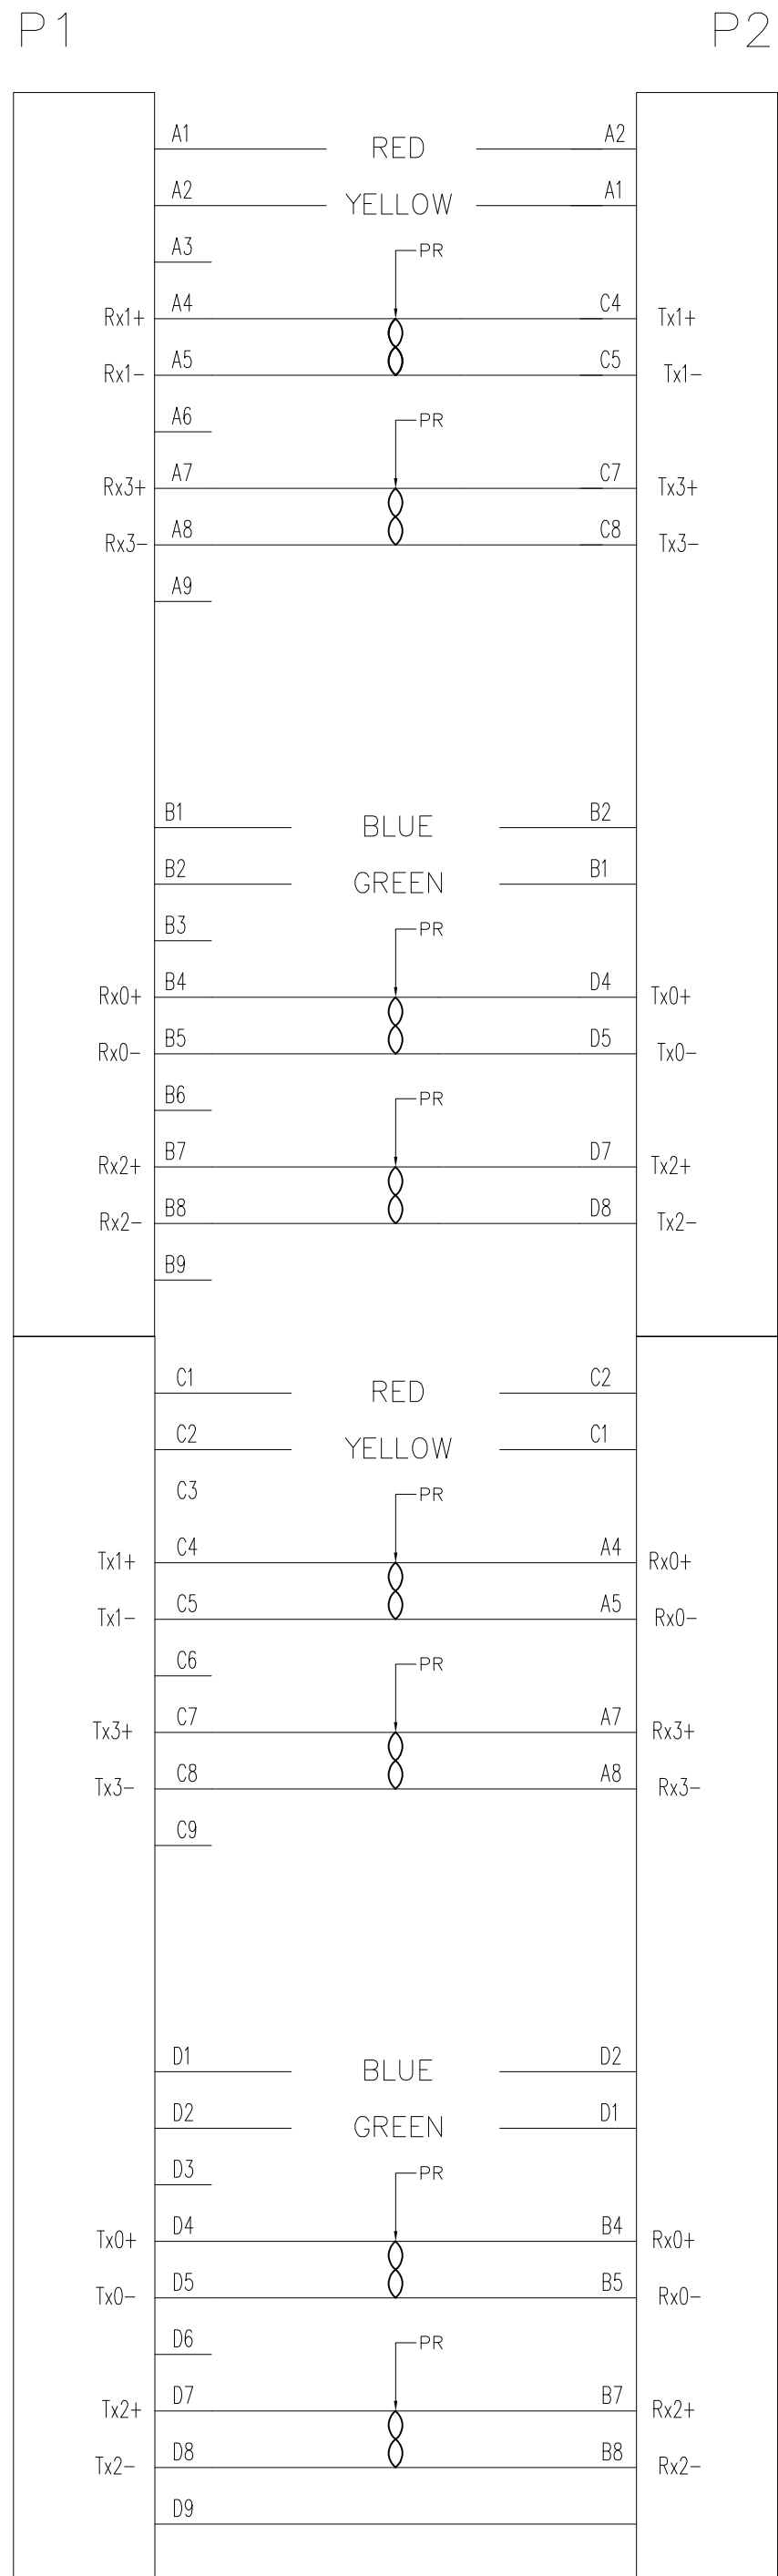 P1 P2
A1 RED A2
A2 YELLOW A1
A3 PR
Rx1+ A4 C4 Tx1+
Rx1- A5 C5 Tx1-
A6 PR
Rx3+ A7 C7 Tx3+
Rx3- A8 C8 Tx3-
A9
B1 BLUE B2
B2 GREEN B1
B3 PR
Rx0+ B4 D4 Tx0+
Rx0- B5 D5 Tx0-
B6 PR
Rx2+ B7 D7 Tx2+
Rx2- B8 D8 Tx2-
B9
C1 RED C2
C2 YELLOW C1
C3 PR
Tx1+ C4 A4 Rx0+
Tx1- C5 A5 Rx0-
C6 PR
Tx3+ C7 A7 Rx3+
Tx3- C8 A8 Rx3-
C9
D1 BLUE D2
D2 GREEN D1
D3 PR
Tx0+ D4 B4 Rx0+
Tx0- D5 B5 Rx0-
D6 PR
Tx2+ D7 B7 Rx2+
Tx2- D8 B8 Rx2-
D9